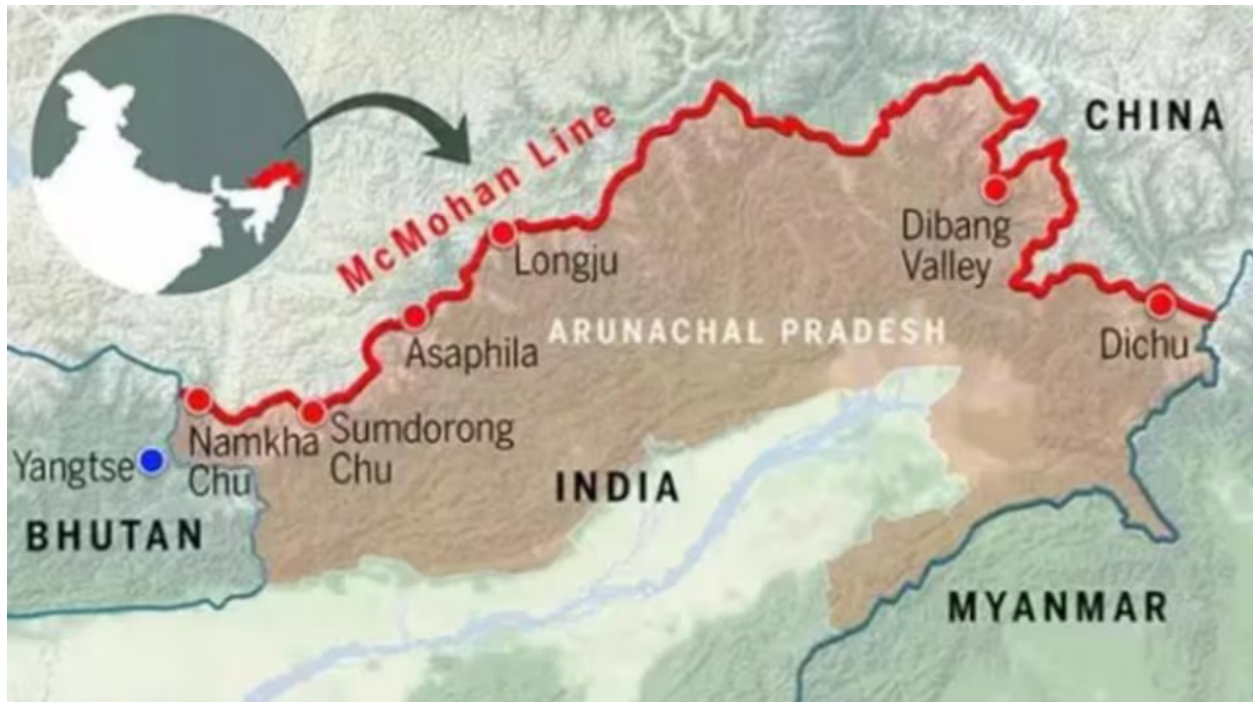 CHINA
McMohan Line
Dibang
Valley
Longju
ARUNACHAL PRADESH
Asaphila
Dichu
Namkha
Chu
Sumdorong
Chu
Yangtse
INDIA
BHUTAN
MYANMAR